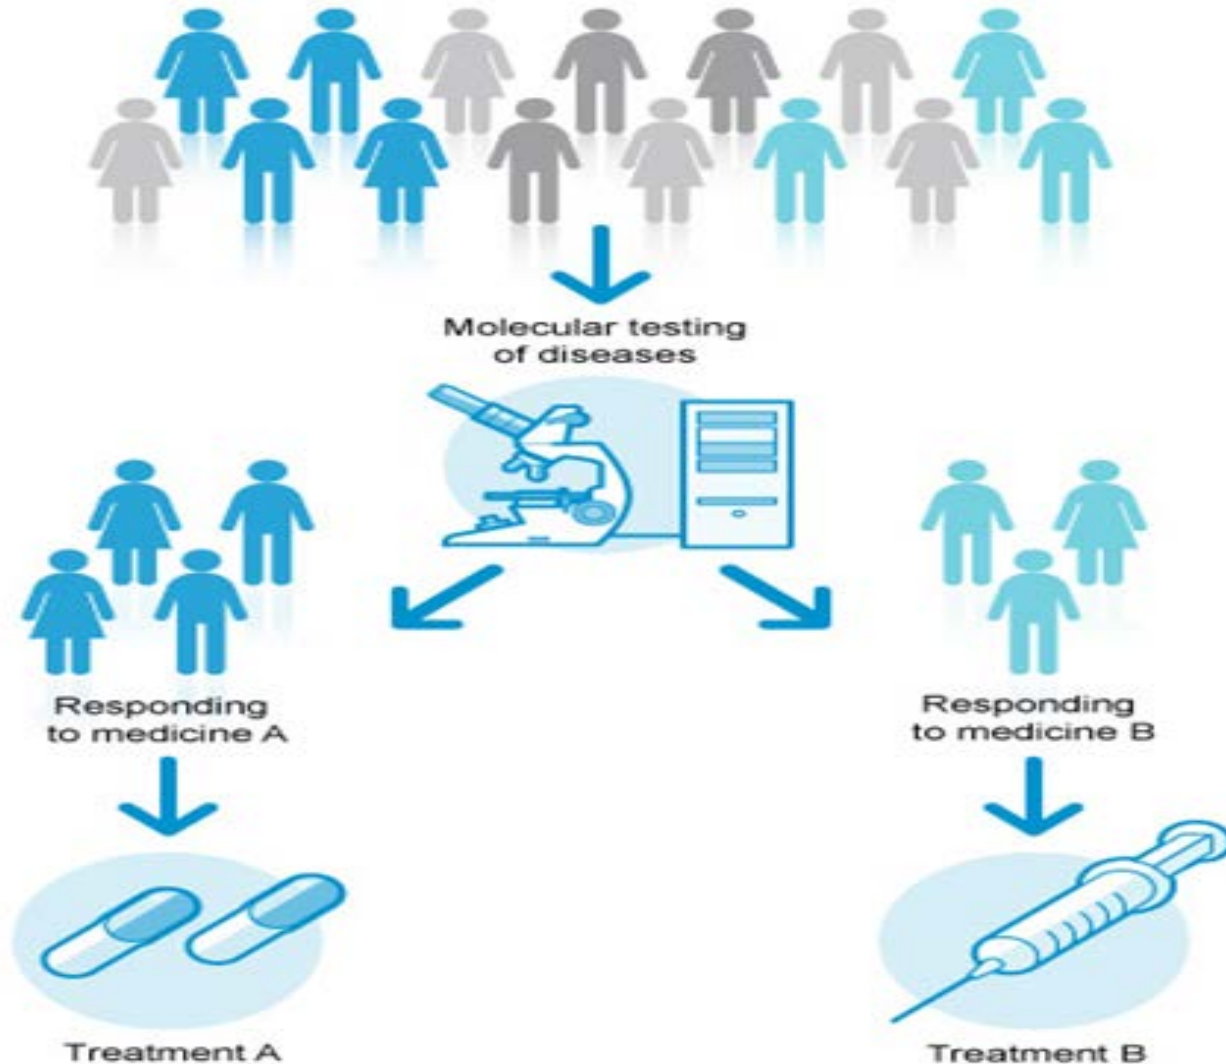 Molecular testing
of diseases
Responding
to medicine A
Responding
to medicine B
Treatment A
Treatment B